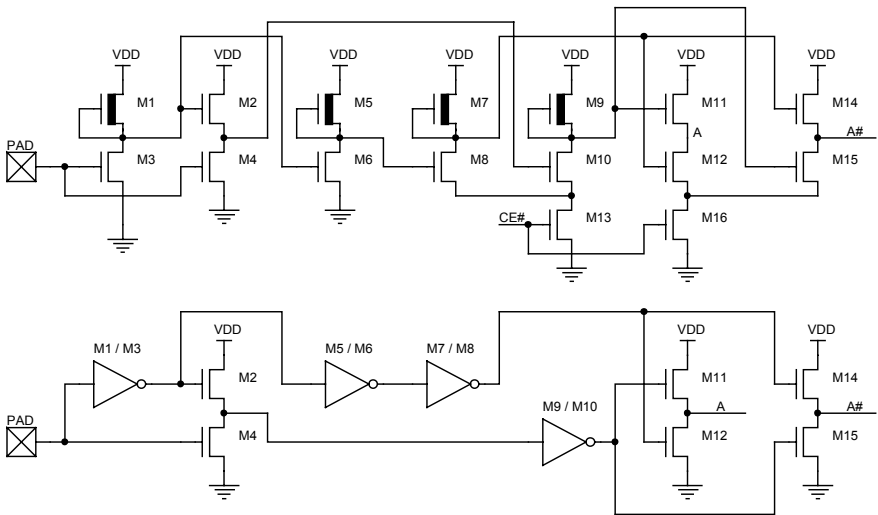 VDD VDD VDD VDD VDD VDD VDD
M1 M2 M5 M7 M9 M11 M14
PAD A A#
M3 M4 M6 M8 M10 M12 M15
CE# M13 M16
VDD VDD VDD
M1 / M3 M5 / M6 M7 / M8
M2 M11 M14
M9 / M10 A A#
PAD M4 M12 M15